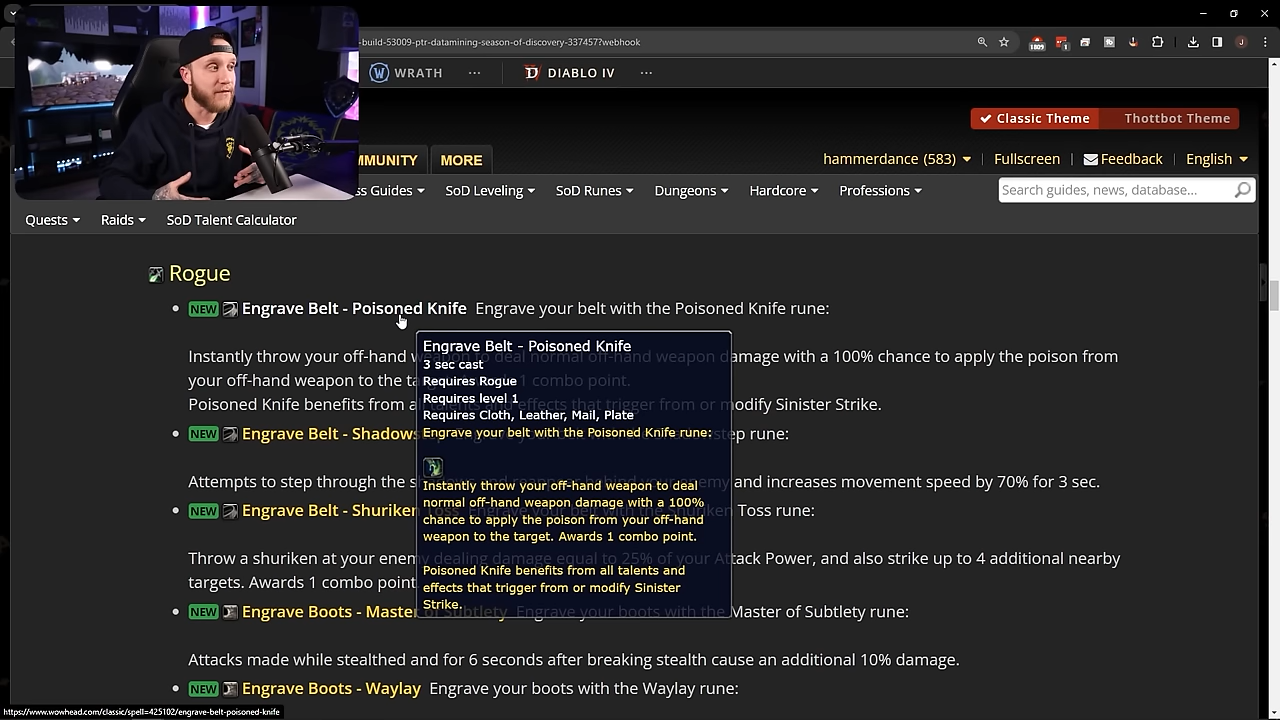 build-53009-ptr-datamining-season-of-discovery-337457?webhook
1809
1
J
WRATH ... DIABLO IV ...
Classic Theme Thottbot Theme
MMUNITY MORE
hammerdance (583) Fullscreen Feedback English
ss Guides SoD Leveling SoD Runes Dungeons Hardcore Professions
Search guides, news, database...
Quests Raids SoD Talent Calculator
Rogue
NEW Engrave Belt - Poisoned Knife Engrave your belt with the Poisoned Knife rune:
Instantly throw your off-hand weapon to deal normal off-hand weapon damage with a 100% chance to apply the poison from
your off-hand weapon to the target. Awards 1 combo point.
Poisoned Knife benefits from all talents and effects that trigger from or modify Sinister Strike.
NEW Engrave Belt - Shadowstep rune:
Attempts to step through the and increases movement speed by 70% for 3 sec.
NEW Engrave Belt - Shuriken Toss Engrave your belt with the Shuriken Toss rune:
Throw a shuriken at your enemy dealing damage equal to 25% of your Attack Power, and also strike up to 4 additional nearby
targets. Awards 1 combo point
NEW Engrave Boots - Master of Subtlety Engrave your boots with the Master of Subtlety rune:
Attacks made while stealthed and for 6 seconds after breaking stealth cause an additional 10% damage.
NEW Engrave Boots - Waylay Engrave your boots with the Waylay rune:
Engrave Belt - Poisoned Knife
3 sec cast
Requires Rogue
Requires level 1
Requires Cloth, Leather, Mail, Plate
Engrave your belt with the Poisoned Knife rune:
Instantly throw your off-hand weapon to deal
normal off-hand weapon damage with a 100%
chance to apply the poison from your off-hand
weapon to the target. Awards 1 combo point.
Poisoned Knife benefits from all talents and
effects that trigger from or modify Sinister
Strike.
https://www.wowhead.com/classic/spell=425102/engrave-belt-poisoned-knife